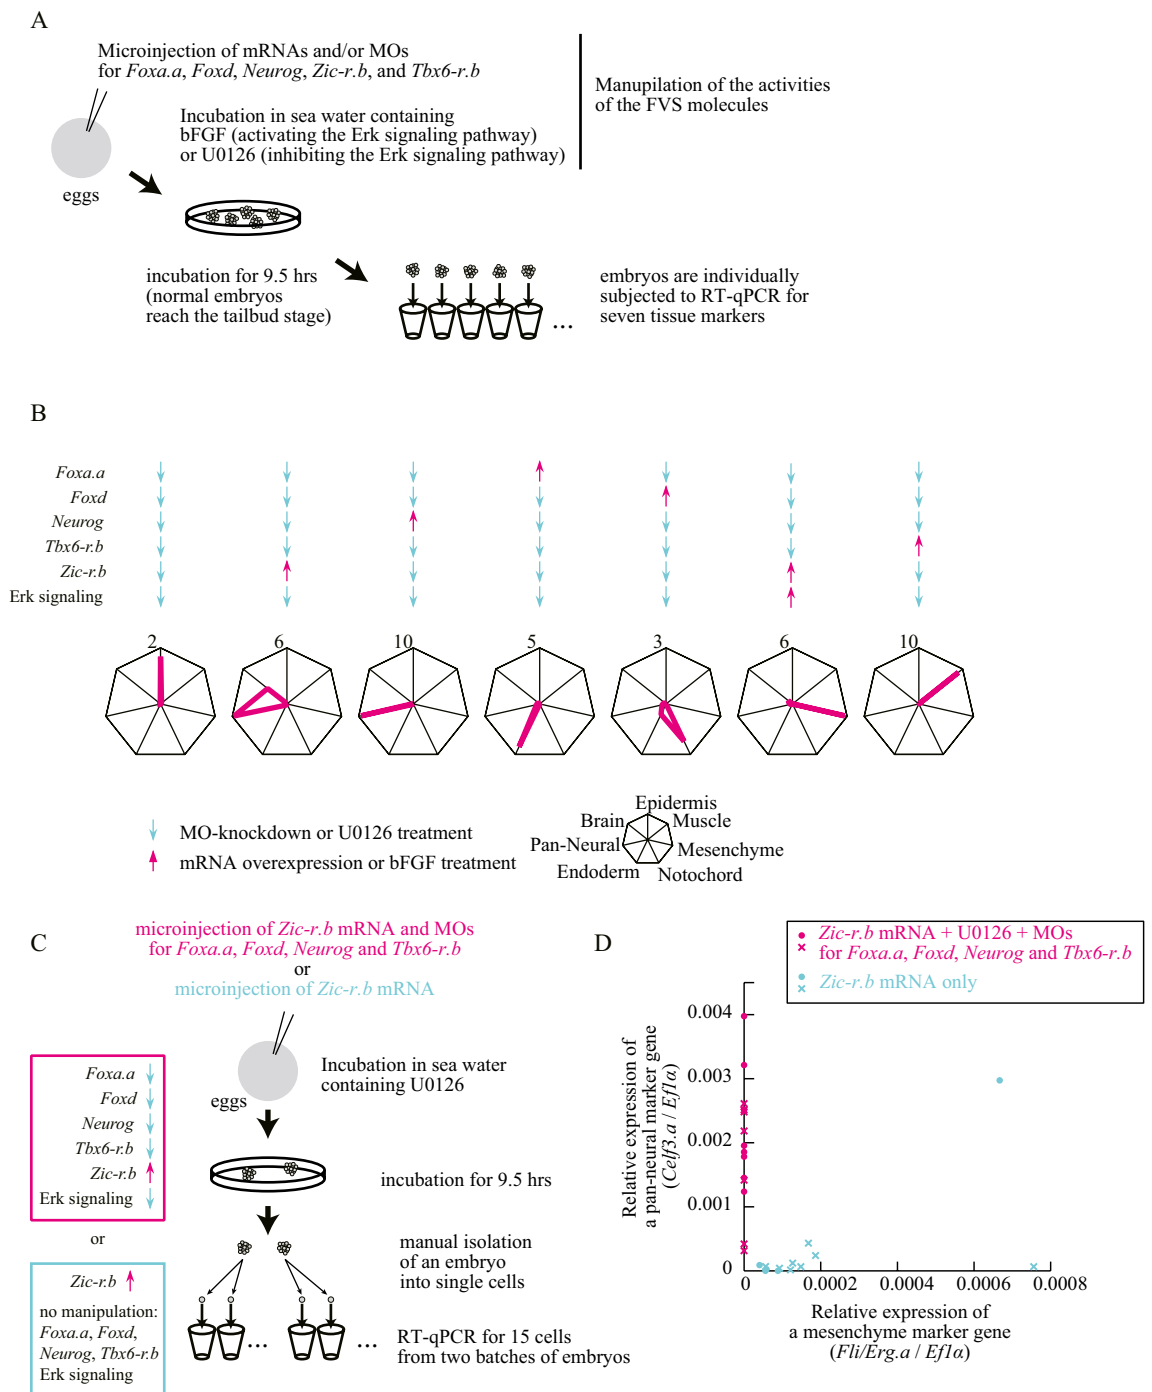 A
Microinjection of mRNAs and/or MOs
for Foxa.a, Foxd, Neurog, Zic-r.b, and Tbx6-r.b
Manupilation of the activities
of the FVS molecules
Incubation in sea water containing
bFGF (activating the Erk signaling pathway)
or U0126 (inhibiting the Erk signaling pathway)
eggs
incubation for 9.5 hrs
(normal embryos
reach the tailbud stage)
...
embryos are individually
subjected to RT-qPCR for
seven tissue markers
B
Foxa.a
Foxd
Neurog
Tbx6-r.b
Zic-r.b
Erk signaling
2 6 10 5 3 6 10
MO-knockdown or U0126 treatment
mRNA overexpression or bFGF treatment
Epidermis
Brain Muscle
Pan-Neural Mesenchyme
Endoderm Notochord
C
microinjection of Zic-r.b mRNA and MOs
for Foxa.a, Foxd, Neurog and Tbx6-r.b
or
microinjection of Zic-r.b mRNA
Incubation in sea water
containing U0126
eggs
Foxa.a
Foxd
Neurog
Tbx6-r.b
Zic-r.b
Erk signaling
or
Zic-r.b
no manipulation:
Foxa.a, Foxd,
Neurog, Tbx6-r.b
Erk signaling
incubation for 9.5 hrs
manual isolation
of an embryo
into single cells
... ...
RT-qPCR for 15 cells
from two batches of embryos
D
Zic-r.b mRNA + U0126 + MOs
for Foxa.a, Foxd, Neurog and Tbx6-r.b
Zic-r.b mRNA only
Relative expression of
a pan-neural marker gene
(Celf3.a / Ef1α)
0.004
0.003
0.002
0.001
0
0 0.0002 0.0004 0.0006 0.0008
Relative expression of
a mesenchyme marker gene
(Fli/Erg.a / Ef1α)